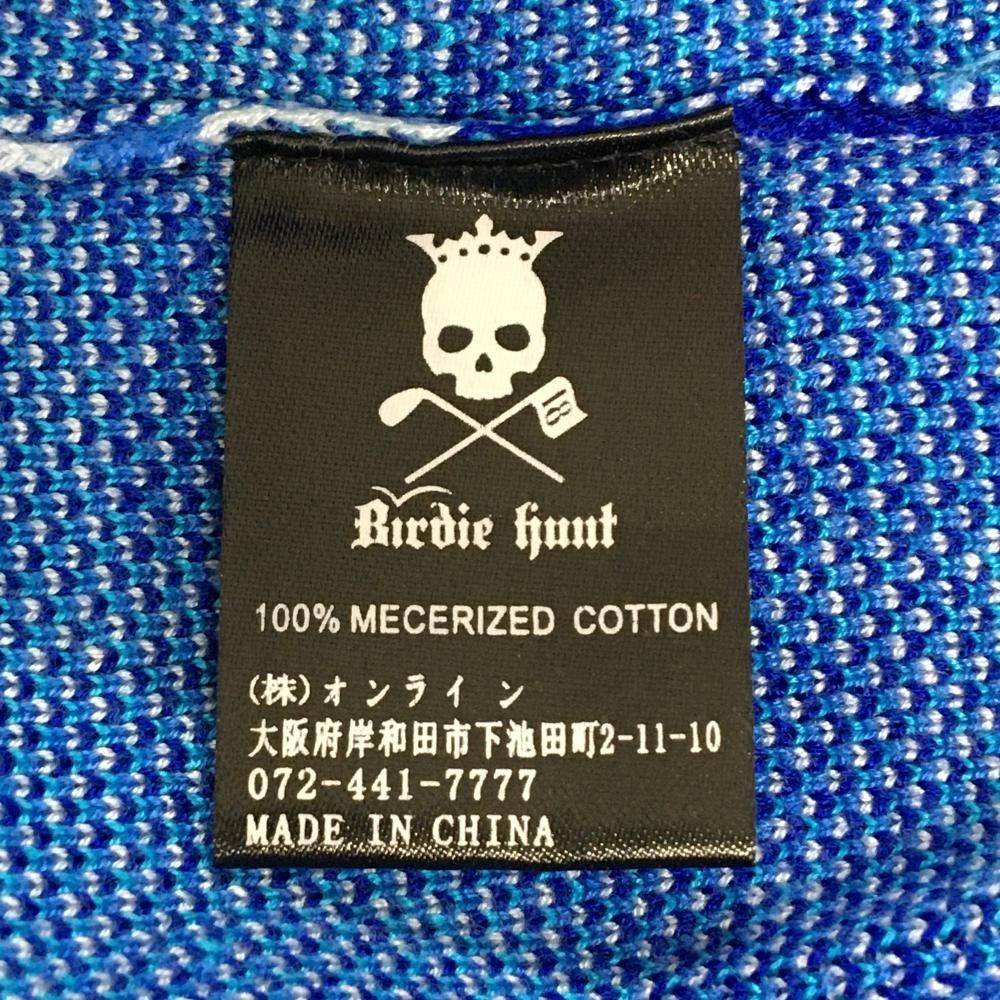 18
Birdie hunt
100% MECERIZED COTTON
(株)オンライン
大阪府岸和田市下池田町2-11-10
072-441-7777
MADE IN CHINA